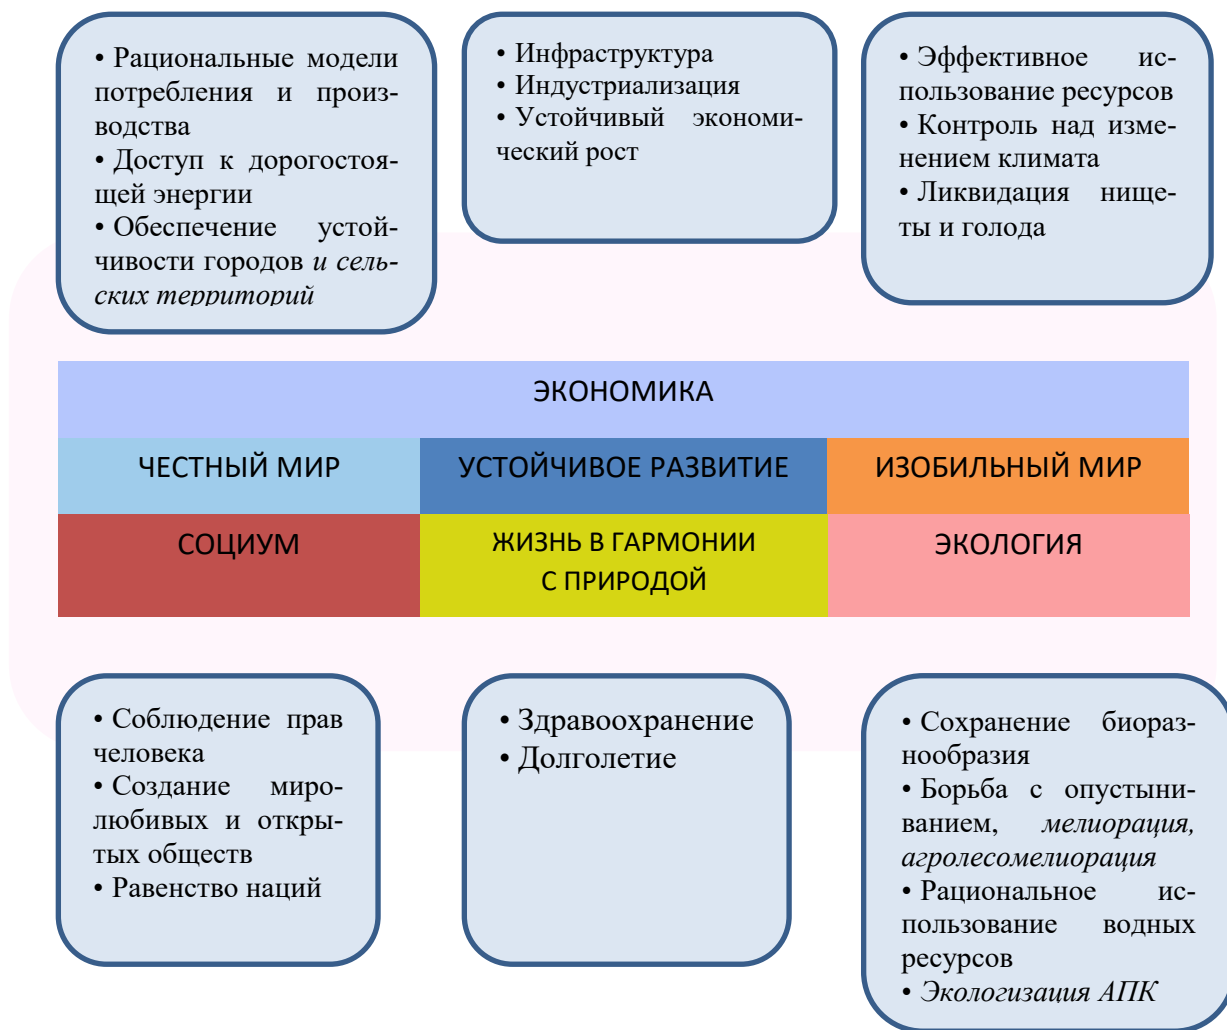 • Рациональные модели
потребления и произ-
водства
• Доступ к дорогостоя-
щей энергии
• Обеспечение устой-
чивости городов и сель-
ских территорий
• Инфраструктура
• Индустриализация
• Устойчивый экономи-
ческий рост
• Эффективное ис-
пользование ресурсов
• Контроль над изме-
нением климата
• Ликвидация нище-
ты и голода
ЭКОНОМИКА
ЧЕСТНЫЙ МИР
УСТОЙЧИВОЕ РАЗВИТИЕ
ИЗОБИЛЬНЫЙ МИР
СОЦИУМ
ЖИЗНЬ В ГАРМОНИИ
С ПРИРОДОЙ
ЭКОЛОГИЯ
• Соблюдение прав
человека
• Создание миро-
любивых и откры-
тых обществ
• Равенство наций
• Здравоохранение
• Долголетие
• Сохранение биораз-
нообразия
• Борьба с опустыни-
ванием, мелиорация,
агролесомелиорация
• Рациональное ис-
пользование водных
ресурсов
• Экологизация АПК